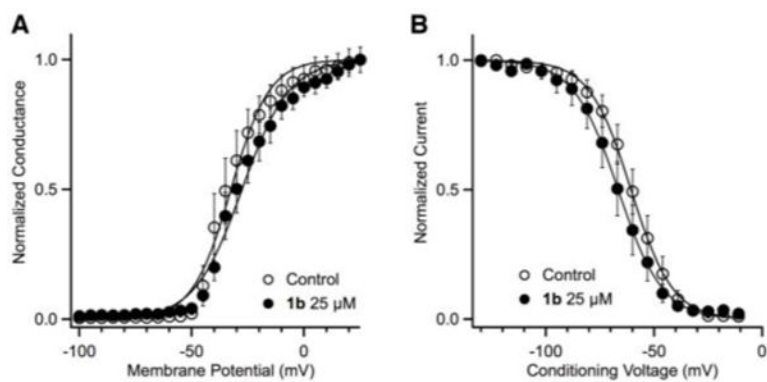 A
B
1.0
0.5
0.0
Normalized Conductance
Control
1b 25 µM
-100
-50
0
Membrane Potential (mV)
1.0
0.5
0.0
Normalized Current
Control
1b 25 µM
-100
-50
0
Conditioning Voltage (mV)